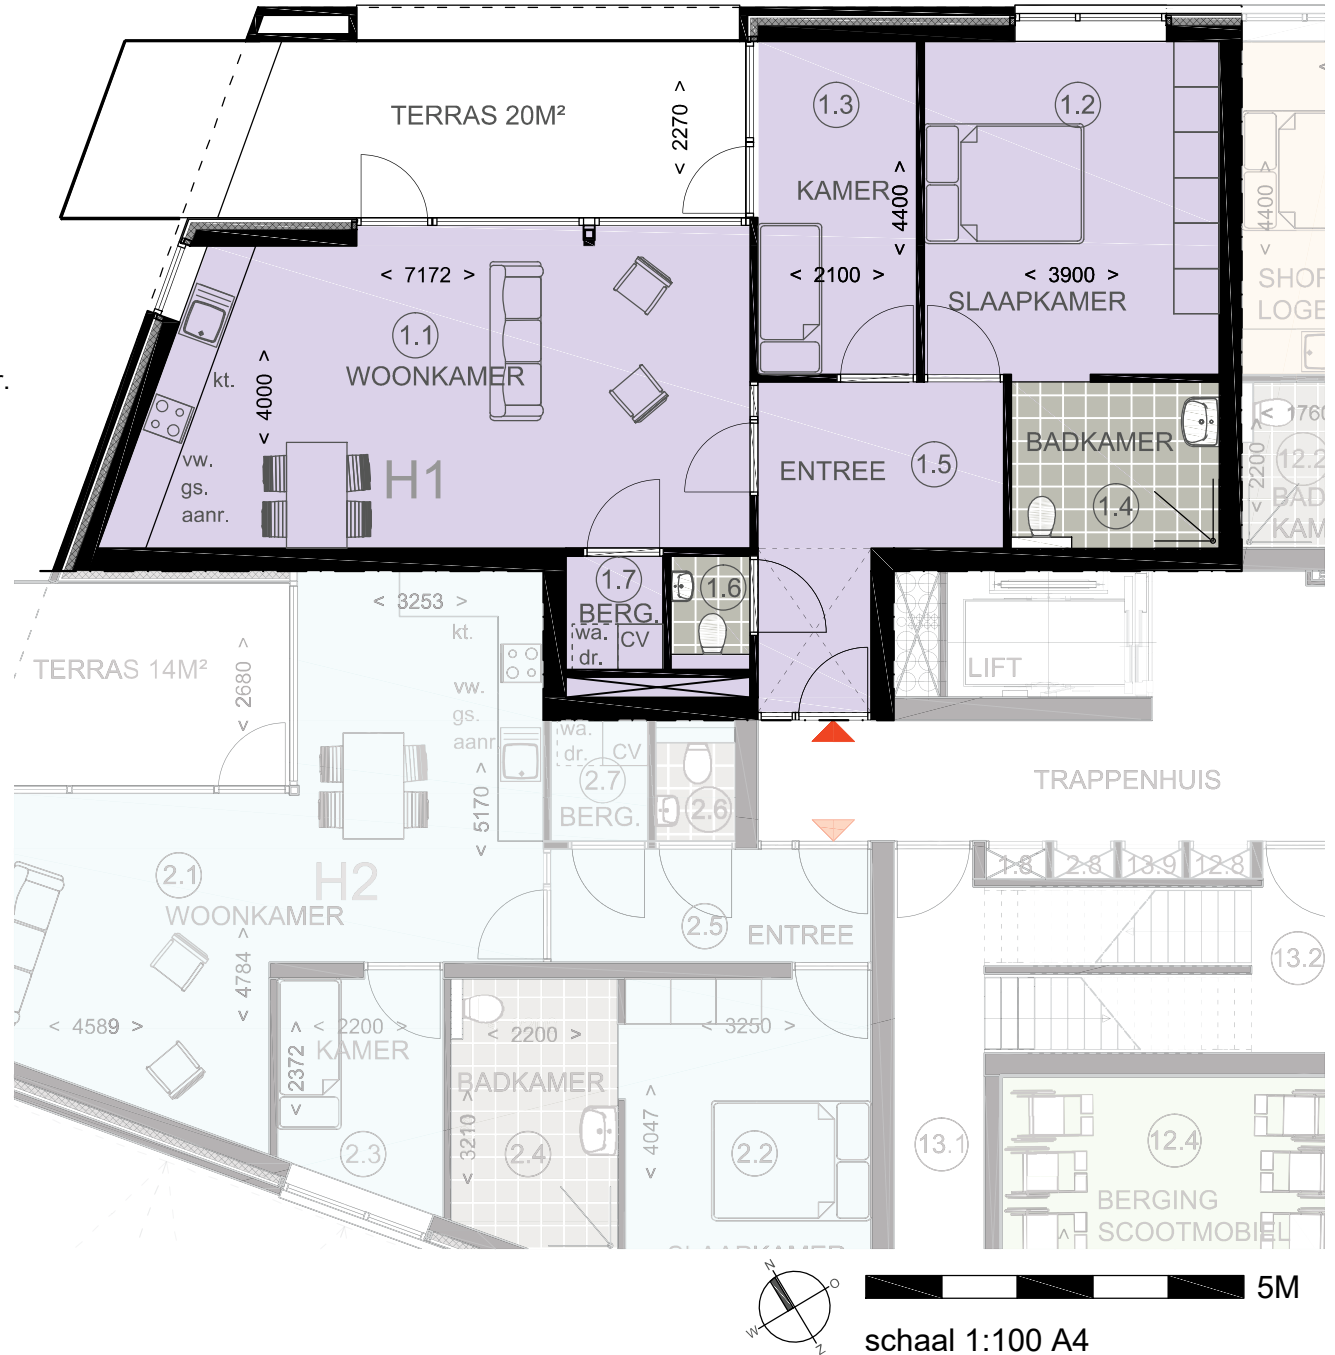 TERRAS 20M²
< 2270 >
1.3
1.2
KAMER
< 4400 >
< 4400 >
< 7172 >
< 2100 >
< 3900 >
SLAAPKAMER
SHOP
LOGE
1.1
WOONKAMER
kt.
r.
< 4000 >
< 1760
BADKAMER
ENTREE
1.5
H1
vw.
gs.
aanr.
1.4
2200 >
12.2
BAD
KAM
1.7
BERG.
1.6
wa.
dr.
CV
< 3253 >
kt.
TERRAS 14M²
< 2680 >
LIFT
vw.
gs.
aanr
wa.
dr.
CV
2.7
BERG.
2.6
TRAPPENHUIS
< 5170 >
2.1
H2
WOONKAMER
1.8
2.8
13.9
12.8
2.5
ENTREE
13.2
< 4784 >
< 4589 >
< 2200 >
KAMER
< 2372 >
< 2200 >
< 3250 >
BADKAMER
< 3210 >
< 4047 >
2.3
2.4
2.2
13.1
12.4
BERGING
SCOOTMOBIEL
SLAAPKAMER
N
O
W
Z
5M
schaal 1:100 A4